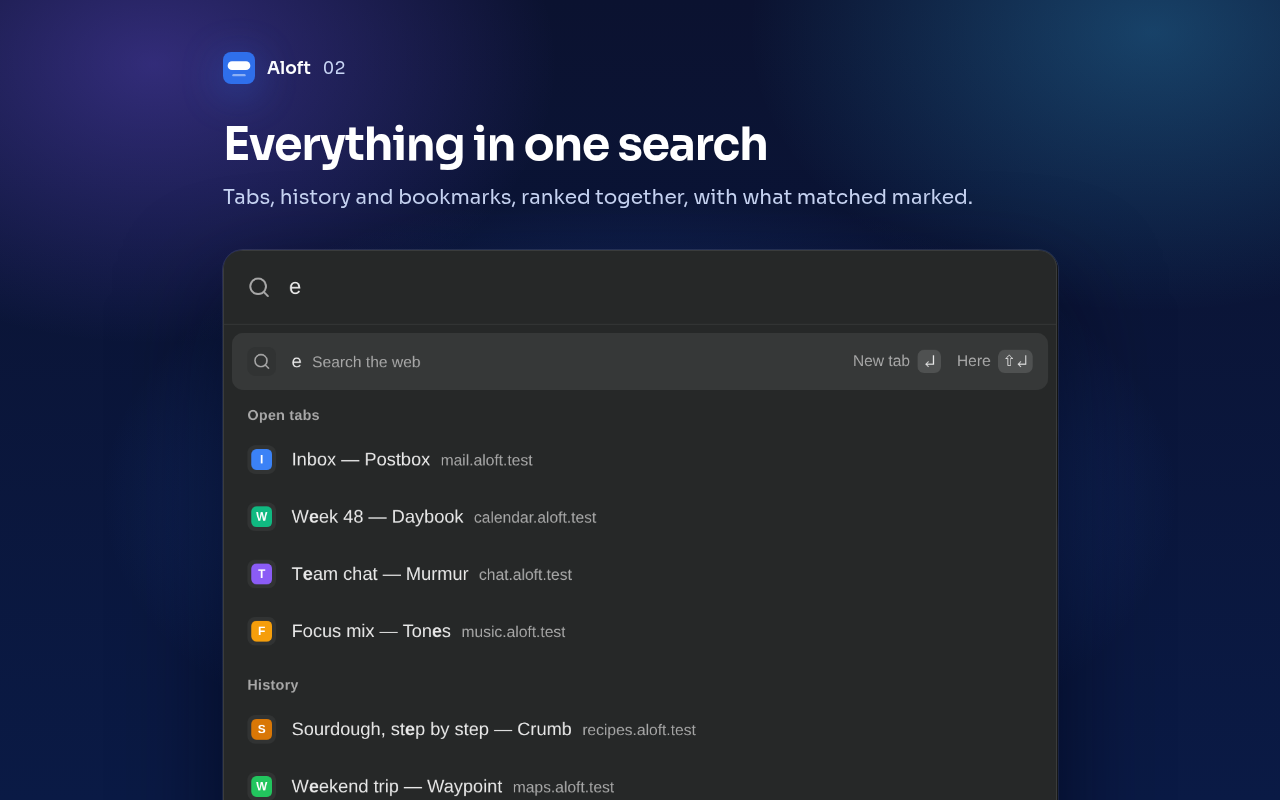 Aloft 02
Everything in one search
Tabs, history and bookmarks, ranked together, with what matched marked.
e
e Search the web New tab ↵ Here ⇧↵
Open tabs
I Inbox — Postbox mail.aloft.test
W Week 48 — Daybook calendar.aloft.test
T Team chat — Murmur chat.aloft.test
F Focus mix — Tones music.aloft.test
History
S Sourdough, step by step — Crumb recipes.aloft.test
W Weekend trip — Waypoint maps.aloft.test